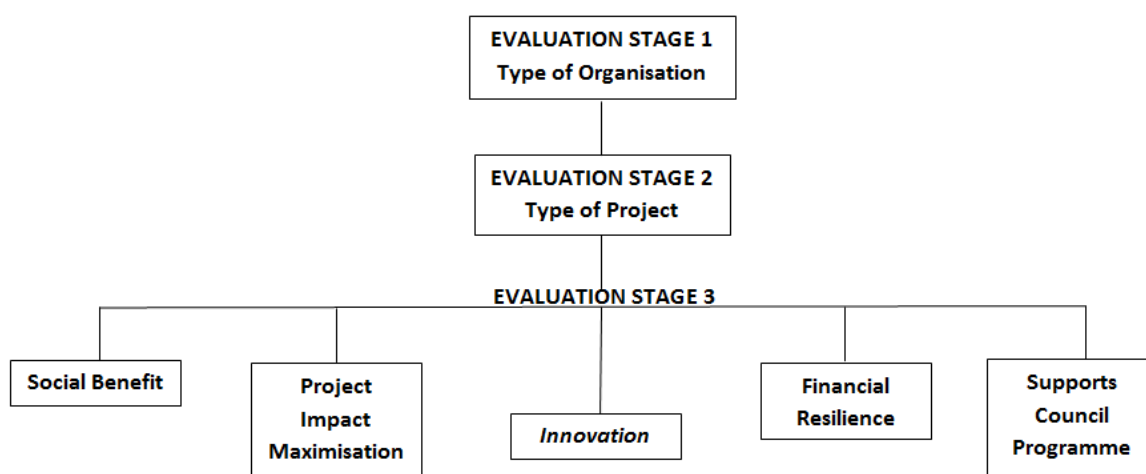 EVALUATION STAGE 1
Type of Organisation
EVALUATION STAGE 2
Type of Project
EVALUATION STAGE 3
Social Benefit
Project
Impact
Maximisation
Innovation
Financial
Resilience
Supports
Council
Programme